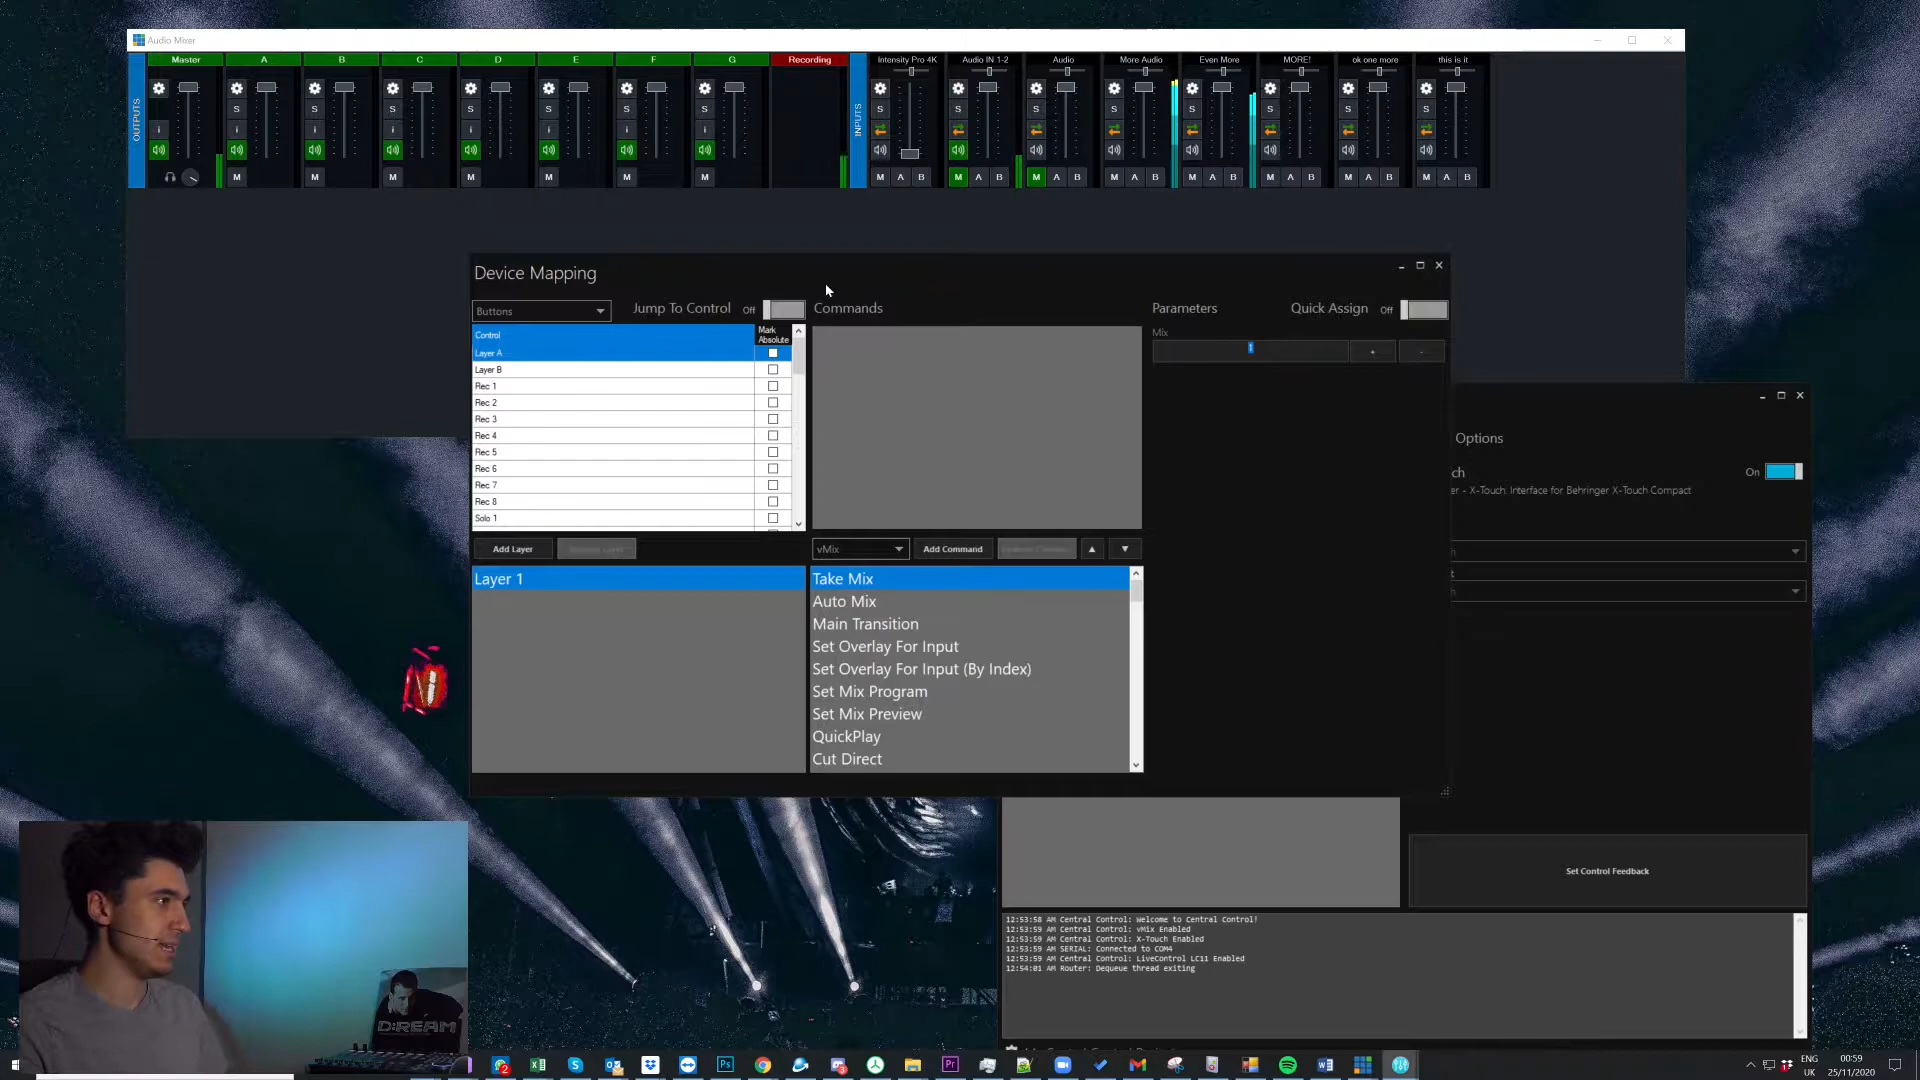 Audio Mixer
Master A B C D E F G Recording Intensity Pro 4K Audio IN 1-2 Audio More Audio Even More MORE! ok one more this is it
OUTPUTS
INPUTS
S S S S S S S S S S S S S S S
i i i i i i i i
M M M M M M M
M A B M A B M A B M A B M A B M A B M A B M A B
Device Mapping
Buttons
Jump To Control Off
Commands
Parameters
Quick Assign Off
Mix
1
+ -
Control
Mark Absolute
Layer A
Layer B
Rec 1
Rec 2
Rec 3
Rec 4
Rec 5
Rec 6
Rec 7
Rec 8
Solo 1
Add Layer
vMix
Add Command
▲ ▼
Layer 1
Take Mix
Auto Mix
Main Transition
Set Overlay For Input
Set Overlay For Input (By Index)
Set Mix Program
Set Mix Preview
QuickPlay
Cut Direct
Options
ch
On
er - X-Touch: Interface for Behringer X-Touch Compact
h
t
h
Set Control Feedback
12:53:58 AM Central Control: Welcome to Central Control!
12:53:59 AM Central Control: vMix Enabled
12:53:59 AM Central Control: X-Touch Enabled
12:53:59 AM SERIAL: Connected to COM4
12:53:59 AM Central Control: LiveControl LC11 Enabled
12:54:01 AM Router: Dequeue thread exiting
D:REAM
2
Ps
3
Pr
ENG
UK
00:59
25/11/2020